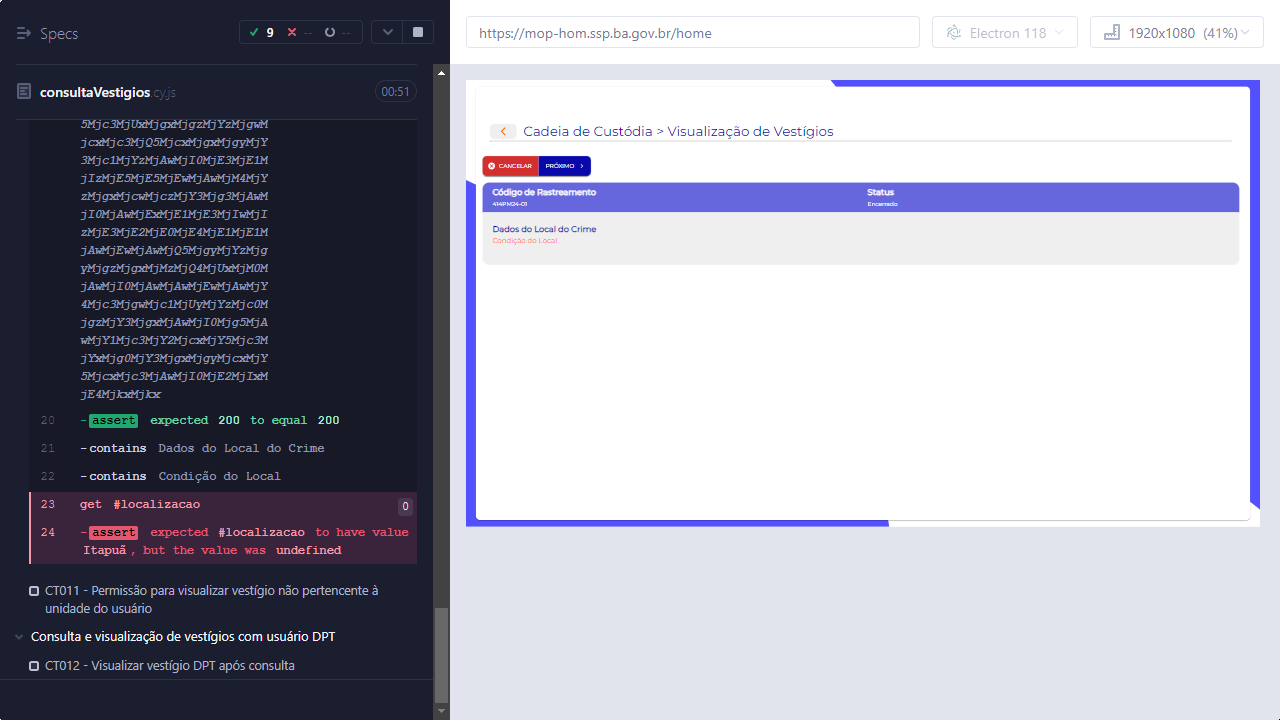 Specs
9
--
--
consultaVestigios.cy.js
00:51
5Mjc3MjUxMjgxMjgzMjYzMjgwM
jcxMjc3MjQ5MjcxMjgxMjgyMjY
3Mjc1MjYzMjAwMjI0MjE3MjE1M
jIzMjE5MjE5MjEwMjAwMjM4MjY
zMjgxMjcwMjczMjY3Mjg3MjAwM
jI0MjAwMjExMjE1MjE3MjIwMjI
zMjE3MjE2MjE0MjE4MjE1MjE1M
jAwMjEwMjAwMjQ5MjgyMjYzMjg
yMjgzMjgxMjMzMjQ4MjUxMjM0M
jAwMjI0MjAwMjAwMjEwMjAwMjY
4Mjc3MjgwMjc1MjUyMjYzMjc0M
jgzMjY3MjgxMjAwMjI0Mjg5MjA
wMjY1Mjc3MjY2MjcxMjY5Mjc3M
jYxMjg0MjY3MjgxMjgyMjcxMjY
5MjcxMjc3MjAwMjI0MjE2MjIxM
jE4MjkxMjkx
20 -assert expected 200 to equal 200
21 -contains Dados do Local do Crime
22 -contains Condição do Local
23 get #localizacao 0
24 -assert expected #localizacao to have value
Itapuã, but the value was undefined
CT011 - Permissão para visualizar vestígio não pertencente à
unidade do usuário
Consulta e visualização de vestígios com usuário DPT
CT012 - Visualizar vestígio DPT após consulta
https://mop-hom.ssp.ba.gov.br/home
Electron 118
1920x1080 (41%)
Cadeia de Custódia > Visualização de Vestígios
CANCELAR
PRÓXIMO
Código de Rastreamento
Status
414PM24-01
Encerrado
Dados do Local do Crime
Condição do Local